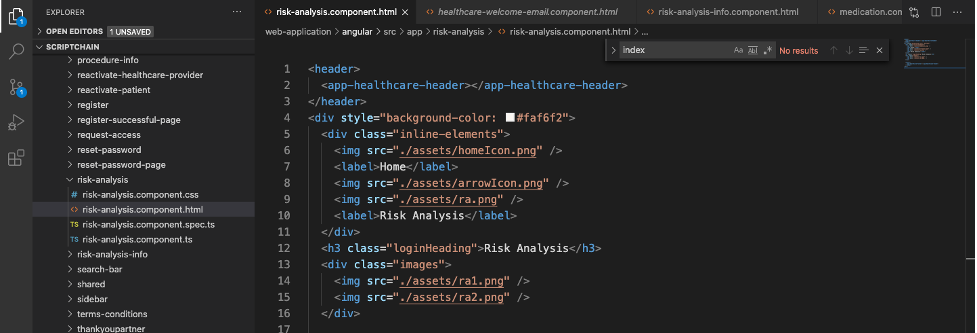 EXPLORER
OPEN EDITORS 1 UNSAVED
SCRIPTCHAIN
procedure-info
reactivate-healthcare-provider
reactivate-patient
register
register-successful-page
request-access
reset-password
reset-password-page
risk-analysis
# risk-analysis.component.css
<> risk-analysis.component.html
TS risk-analysis.component.spec.ts
TS risk-analysis.component.ts
risk-analysis-info
search-bar
shared
sidebar
terms-conditions
thankyoupartner
1
1
<> risk-analysis.component.html ×
<> healthcare-welcome-email.component.html
<> risk-analysis-info.component.html
<> medication.con
web-application > angular > src > app > risk-analysis > <> risk-analysis.component.html > ...
index Aa Abl .* No results
1 <header>
2 <app-healthcare-header></app-healthcare-header>
3 </header>
4 <div style="background-color: #faf6f2">
5 <div class="inline-elements">
6 <img src="./assets/homeIcon.png" />
7 <label>Home</label>
8 <img src="./assets/arrowIcon.png" />
9 <img src="./assets/ra.png" />
10 <label>Risk Analysis</label>
11 </div>
12 <h3 class="loginHeading">Risk Analysis</h3>
13 <div class="images">
14 <img src="./assets/ra1.png" />
15 <img src="./assets/ra2.png" />
16 </div>
17